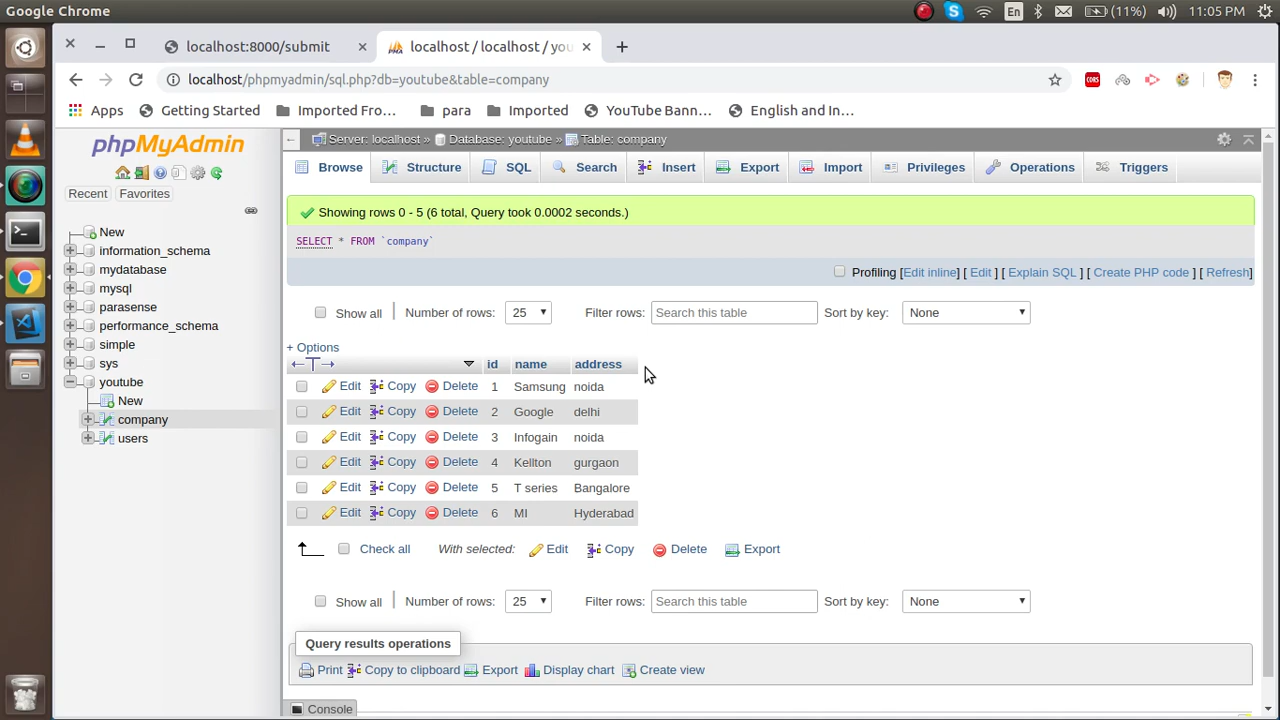 Google Chrome
En
(11%)
11:05 PM
localhost:8000/submit
localhost / localhost / you
localhost/phpmyadmin/sql.php?db=youtube&table=company
Apps
Getting Started
Imported Fro...
para
Imported
YouTube Bann...
English and In...
phpMyAdmin
Recent
Favorites
New
information_schema
mydatabase
mysql
parasense
performance_schema
simple
sys
youtube
New
company
users
Server: localhost » Database: youtube » Table: company
Browse Structure SQL Search Insert Export Import Privileges Operations Triggers
Showing rows 0 - 5 (6 total, Query took 0.0002 seconds.)
SELECT * FROM `company`
Profiling [Edit inline] [ Edit ] [ Explain SQL ] [ Create PHP code ] [ Refresh]
Show all Number of rows: 25 Filter rows: Search this table Sort by key: None
+ Options
←T→ id name address
Edit Copy Delete 1 Samsung noida
Edit Copy Delete 2 Google delhi
Edit Copy Delete 3 Infogain noida
Edit Copy Delete 4 Kellton gurgaon
Edit Copy Delete 5 T series Bangalore
Edit Copy Delete 6 MI Hyderabad
Check all With selected: Edit Copy Delete Export
Show all Number of rows: 25 Filter rows: Search this table Sort by key: None
Query results operations
Print Copy to clipboard Export Display chart Create view
Console